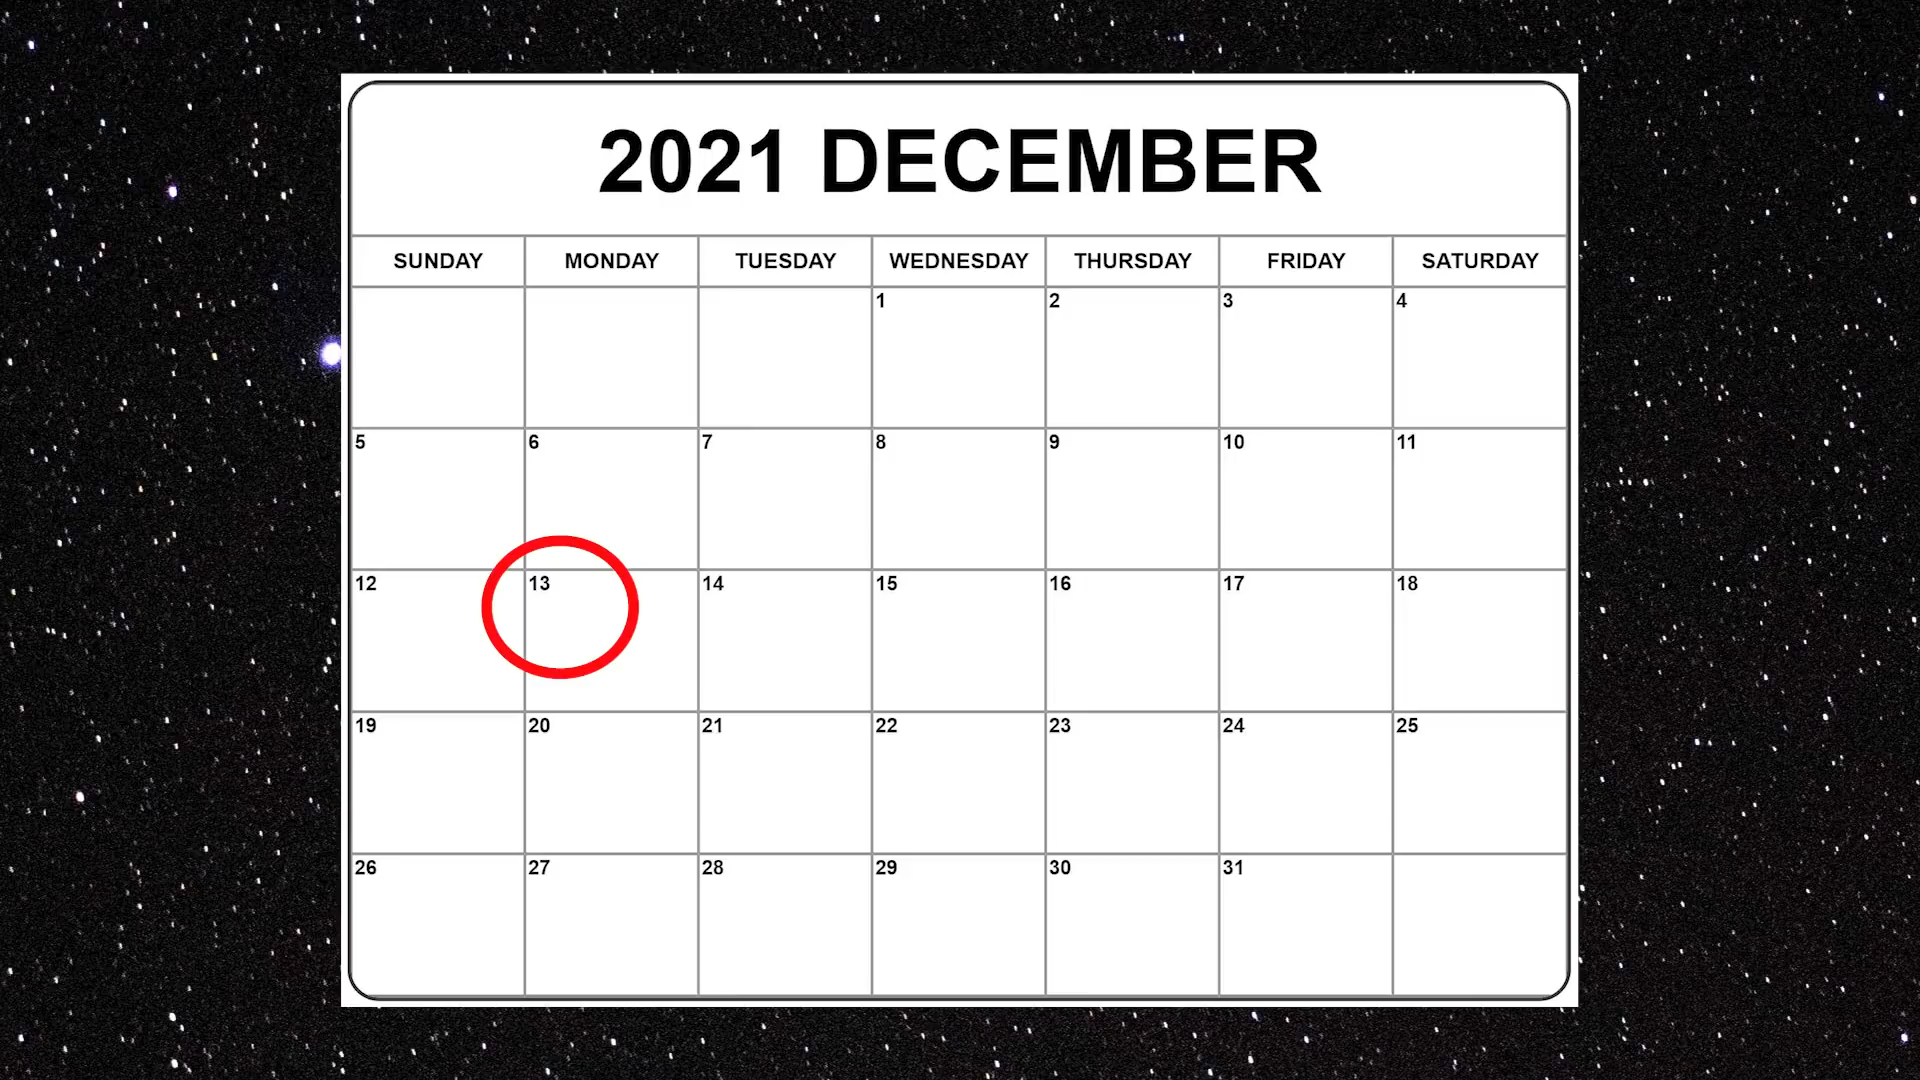 2021 DECEMBER
SUNDAY MONDAY TUESDAY WEDNESDAY THURSDAY FRIDAY SATURDAY
1 2 3 4
5 6 7 8 9 10 11
12 13 14 15 16 17 18
19 20 21 22 23 24 25
26 27 28 29 30 31